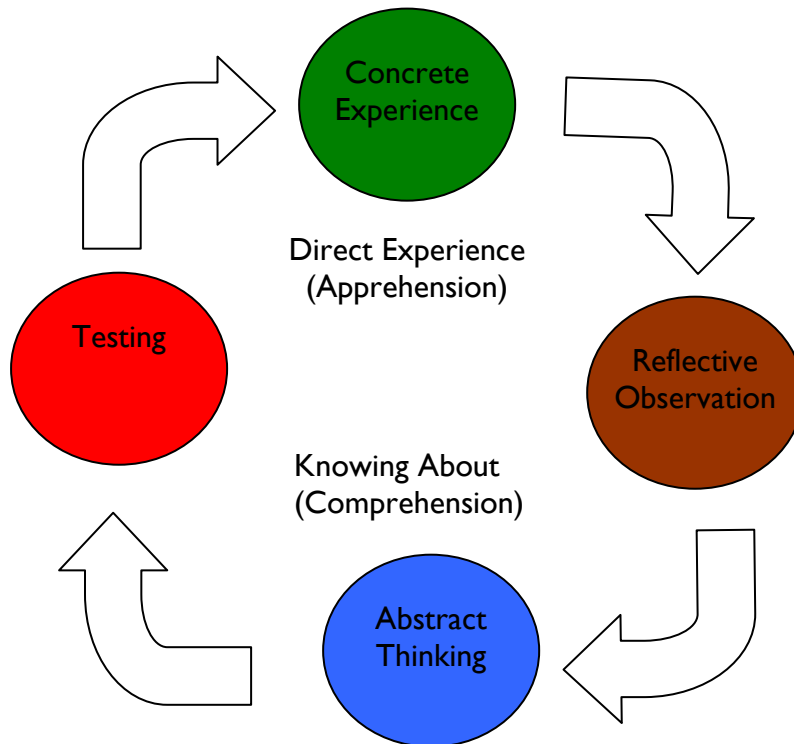 Concrete
Experience
Direct Experience
(Apprehension)
Testing
Reflective
Observation
Knowing About
(Comprehension)
Abstract
Thinking